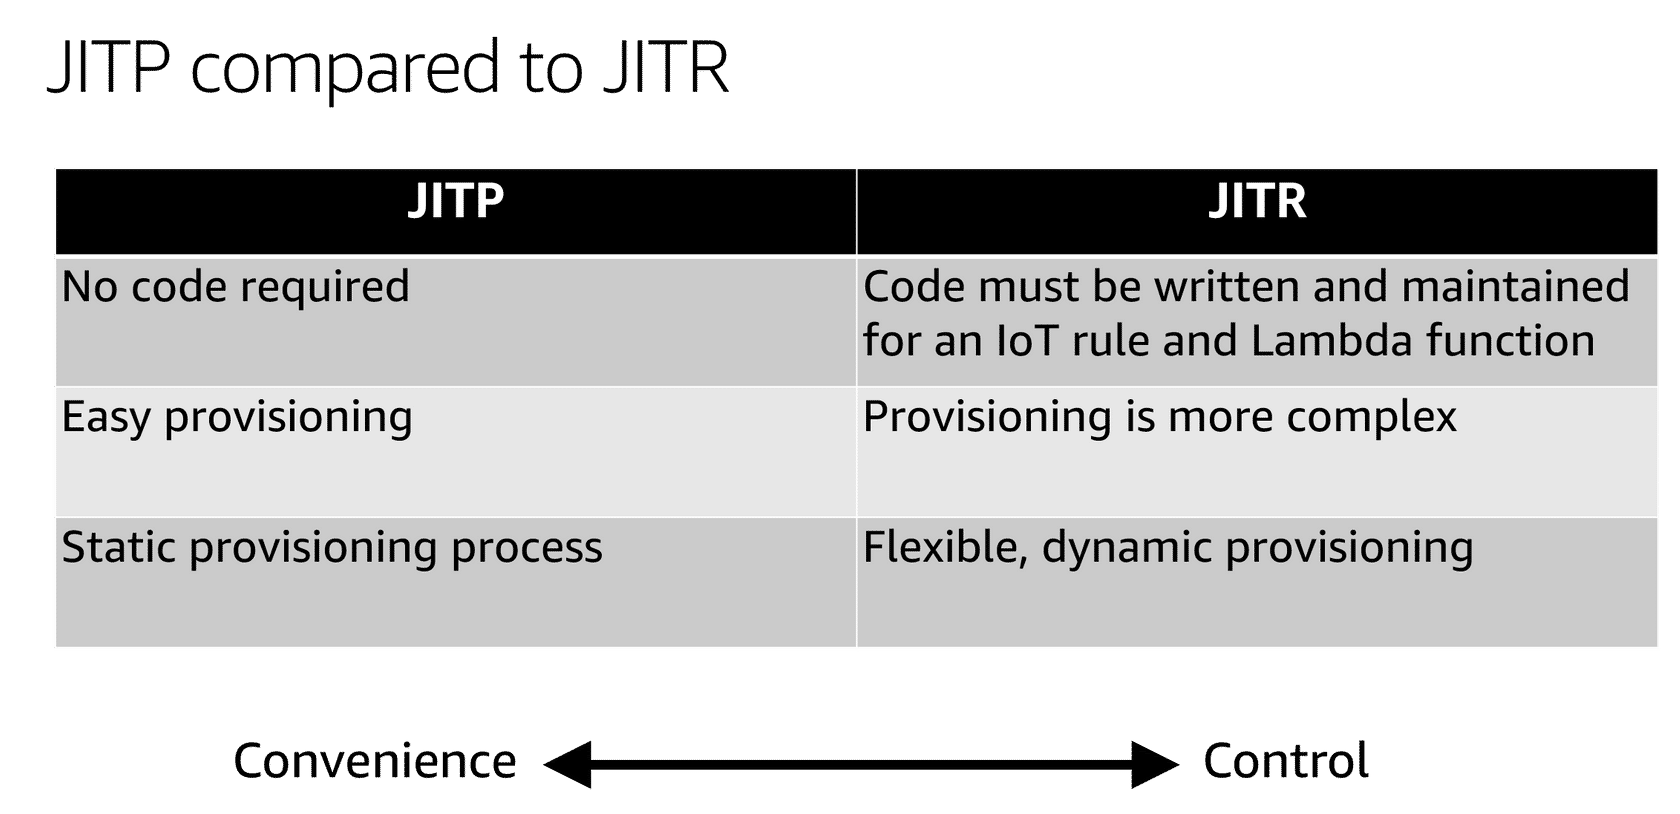 JITP compared to JITR
JITP
JITR
No code required
Code must be written and maintained
for an IoT rule and Lambda function
Easy provisioning
Provisioning is more complex
Static provisioning process
Flexible, dynamic provisioning
Convenience
Control